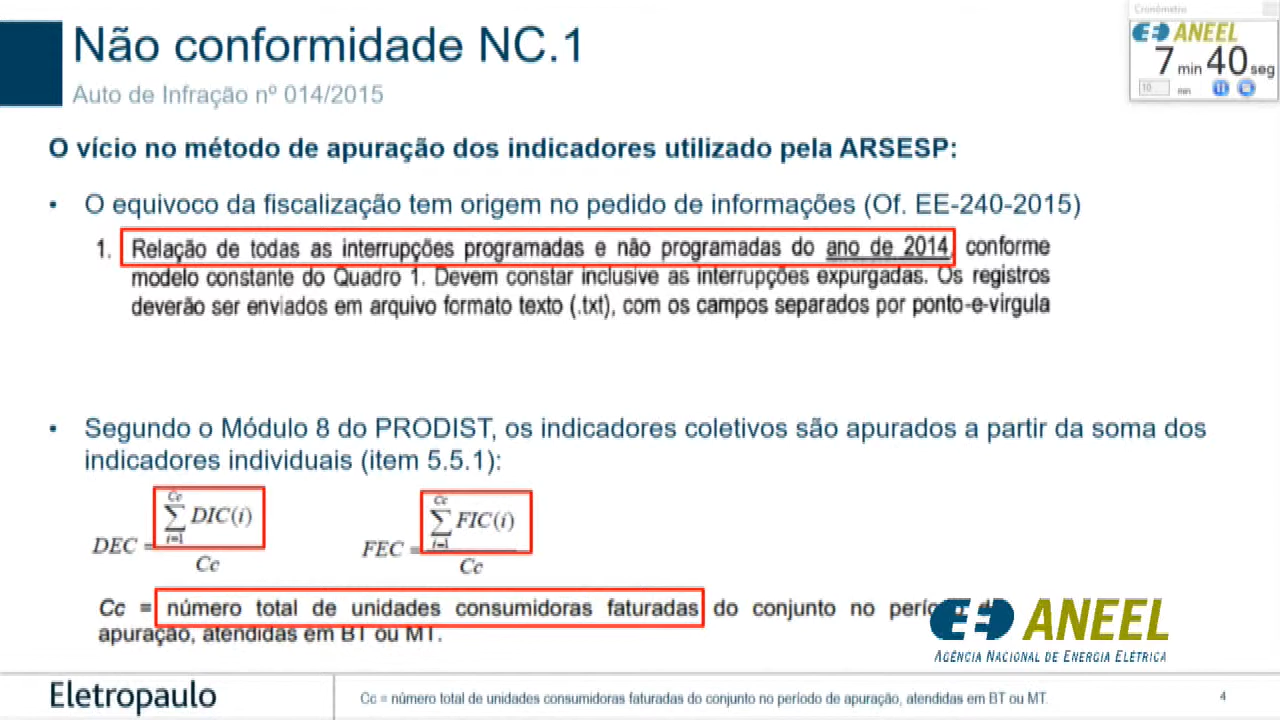 Não conformidade NC.1
Auto de Infração nº 014/2015
Cronômetro
ANEEL
7 min 40 seg
10 min
O vício no método de apuração dos indicadores utilizado pela ARSESP:
• O equivoco da fiscalização tem origem no pedido de informações (Of. EE-240-2015)
1. Relação de todas as interrupções programadas e não programadas do ano de 2014, conforme
modelo constante do Quadro 1. Devem constar inclusive as interrupções expurgadas. Os registros
deverão ser enviados em arquivo formato texto (.txt), com os campos separados por ponto-e-virgula
• Segundo o Módulo 8 do PRODIST, os indicadores coletivos são apurados a partir da soma dos
indicadores individuais (item 5.5.1):
DEC = ∑ DIC(i) Cc i=1 / Cc
FEC = ∑ FIC(i) Cc i=1 / Cc
Cc = número total de unidades consumidoras faturadas do conjunto no
apuração, atendidas em BT ou MT.
ANEEL
AGÊNCIA NACIONAL DE ENERGIA ELÉTRICA
Eletropaulo
Cc = número total de unidades consumidoras faturadas do conjunto no período de apuração, atendidas em BT ou MT.
4